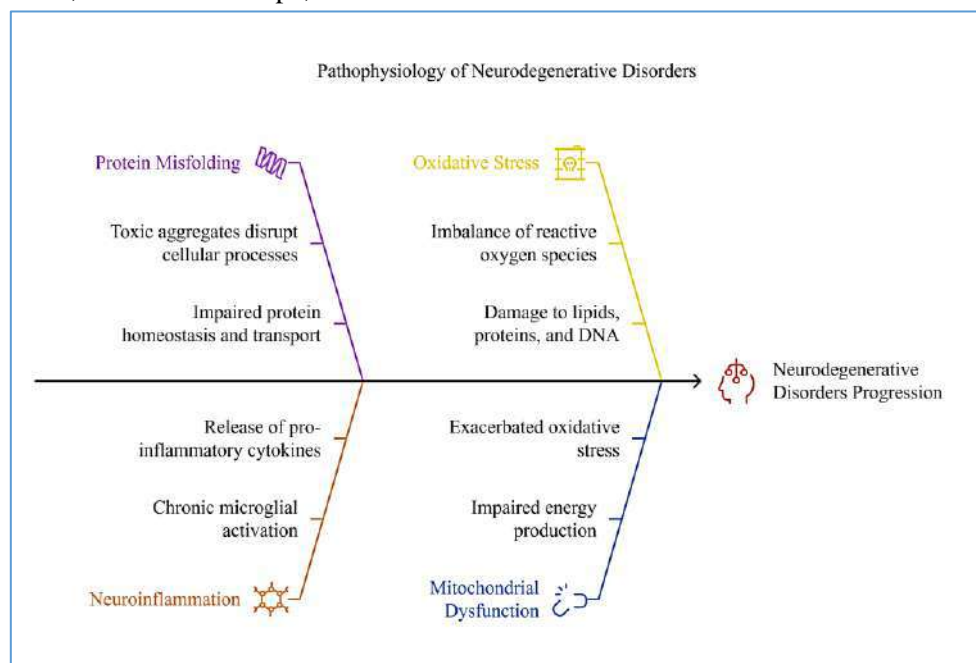 Pathophysiology of Neurodegenerative Disorders
Protein Misfolding
Toxic aggregates disrupt
cellular processes
Impaired protein
homeostasis and transport
Oxidative Stress
Imbalance of reactive
oxygen species
Damage to lipids,
proteins, and DNA
Neurodegenerative
Disorders Progression
Release of pro-
inflammatory cytokines
Chronic microglial
activation
Neuroinflammation
Exacerbated oxidative
stress
Impaired energy
production
Mitochondrial
Dysfunction